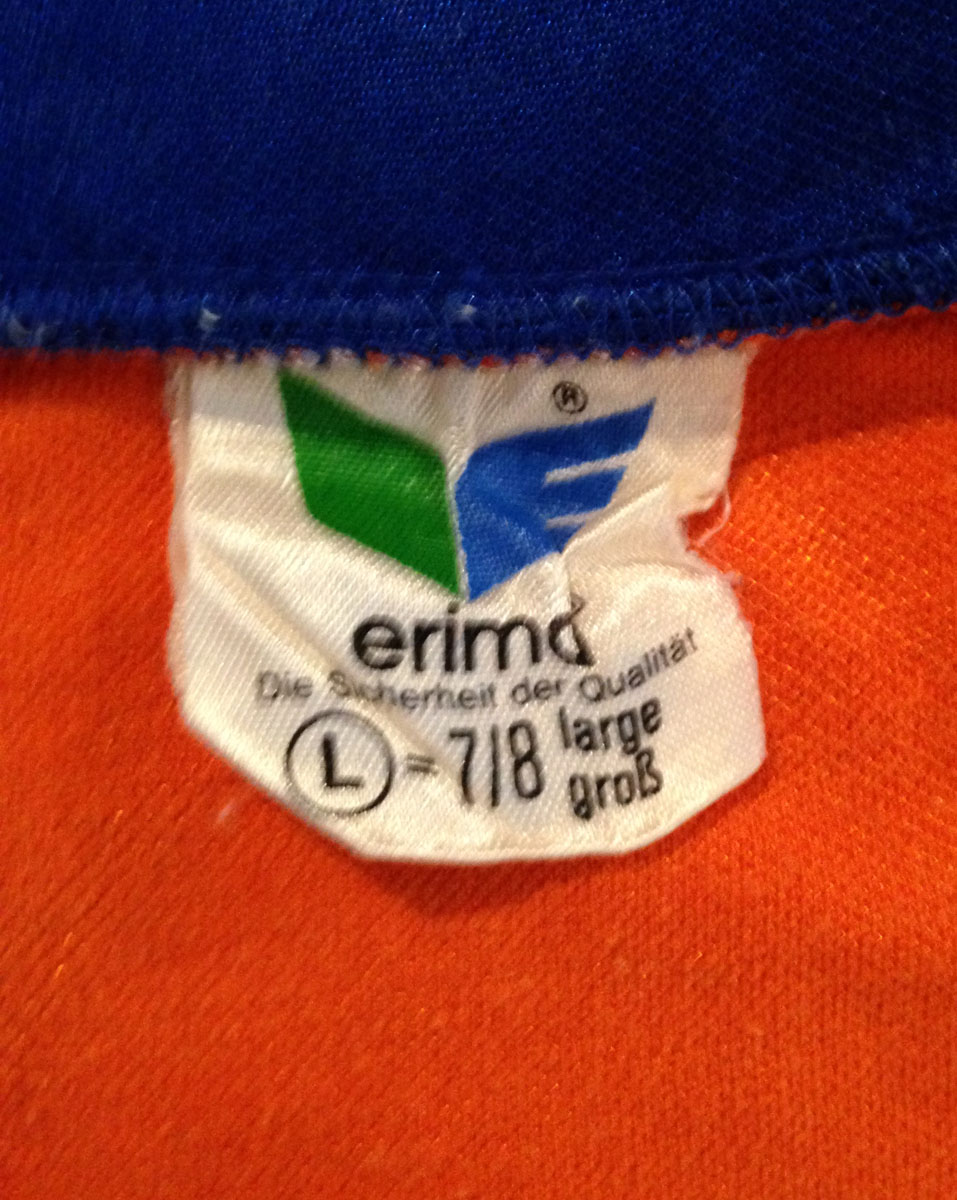 ®
erima
Die Sicherheit der Qualität
L = 7/8 large
groß